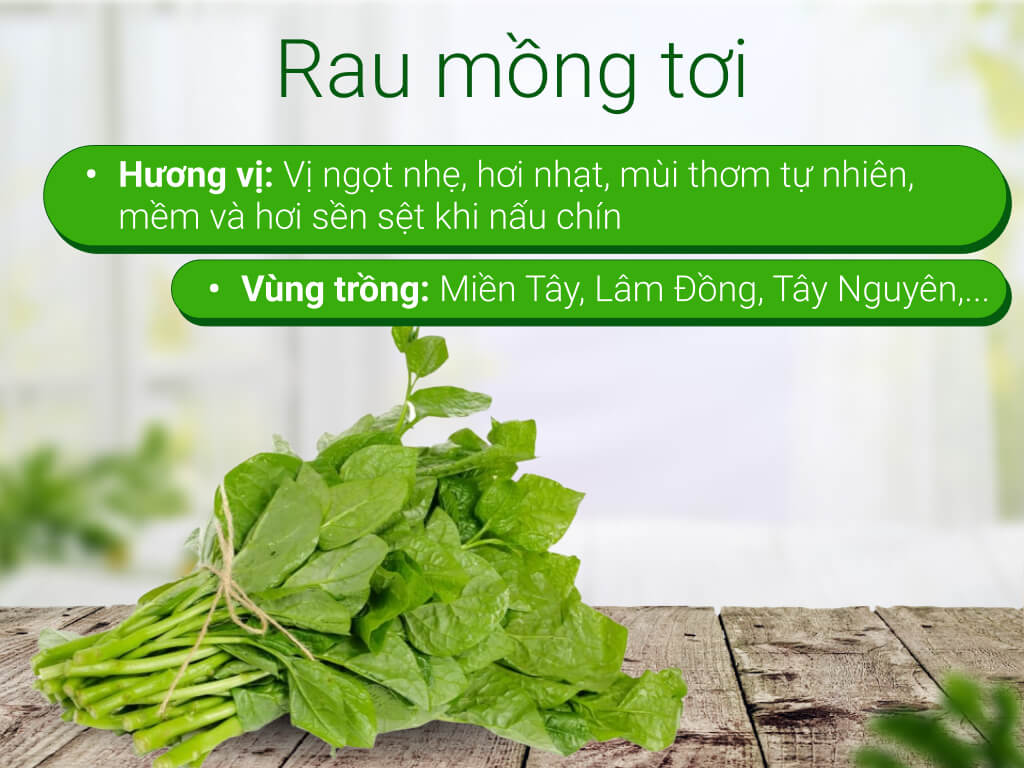 Rau mồng tơi
• Hương vị: Vị ngọt nhẹ, hơi nhạt, mùi thơm tự nhiên,
mềm và hơi sền sệt khi nấu chín
• Vùng trồng: Miền Tây, Lâm Đồng, Tây Nguyên,...